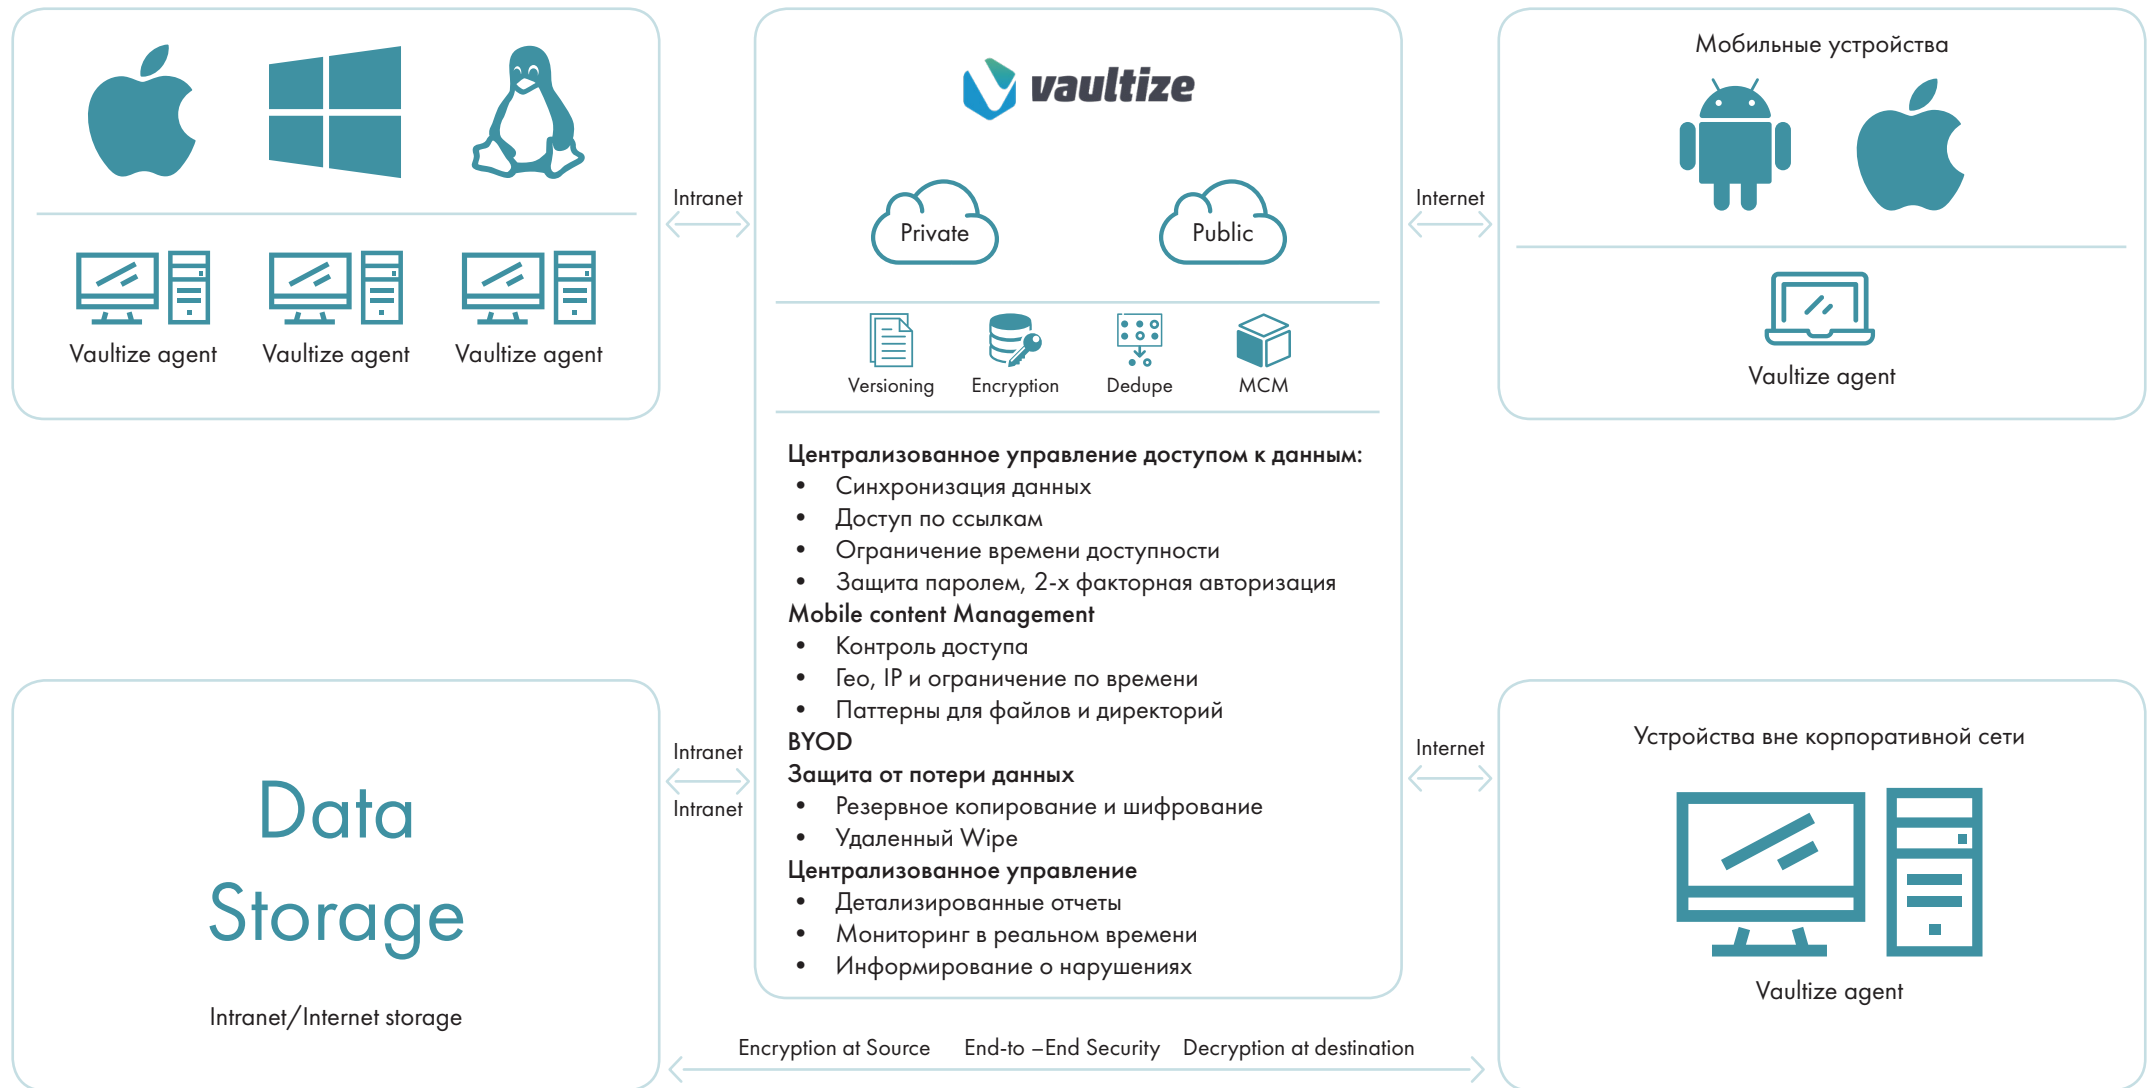 Vaultize agent
Vaultize agent
Vaultize agent
Intranet
vaultize
Private
Public
Versioning
Encryption
Dedupe
MCM
Централизованное управление доступом к данным:
• Синхронизация данных
• Доступ по ссылкам
• Ограничение времени доступности
• Защита паролем, 2-х факторная авторизация
Mobile content Management
• Контроль доступа
• Гео, IP и ограничение по времени
• Паттерны для файлов и директорий
BYOD
Защита от потери данных
• Резервное копирование и шифрование
• Удаленный Wipe
Централизованное управление
• Детализированные отчеты
• Мониторинг в реальном времени
• Информирование о нарушениях
Internet
Мобильные устройства
Vaultize agent
Data
Storage
Intranet/Internet storage
Intranet
Intranet
Internet
Устройства вне корпоративной сети
Vaultize agent
Encryption at Source
End-to –End Security
Decryption at destination